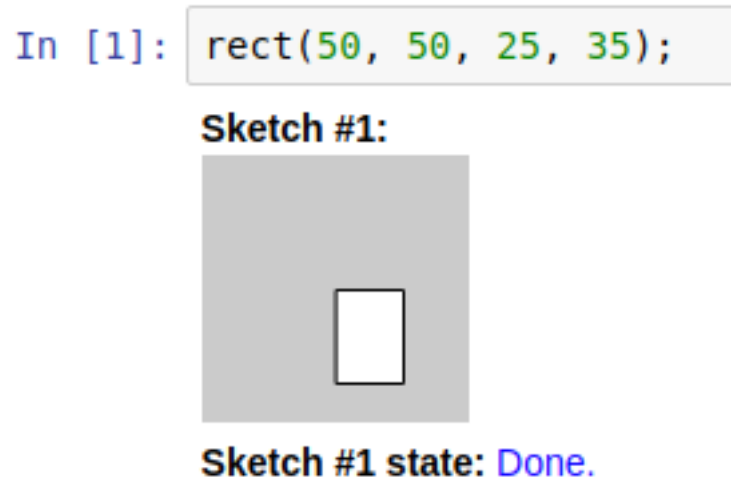 In [1]: rect(50, 50, 25, 35);
Sketch #1:
Sketch #1 state: Done.